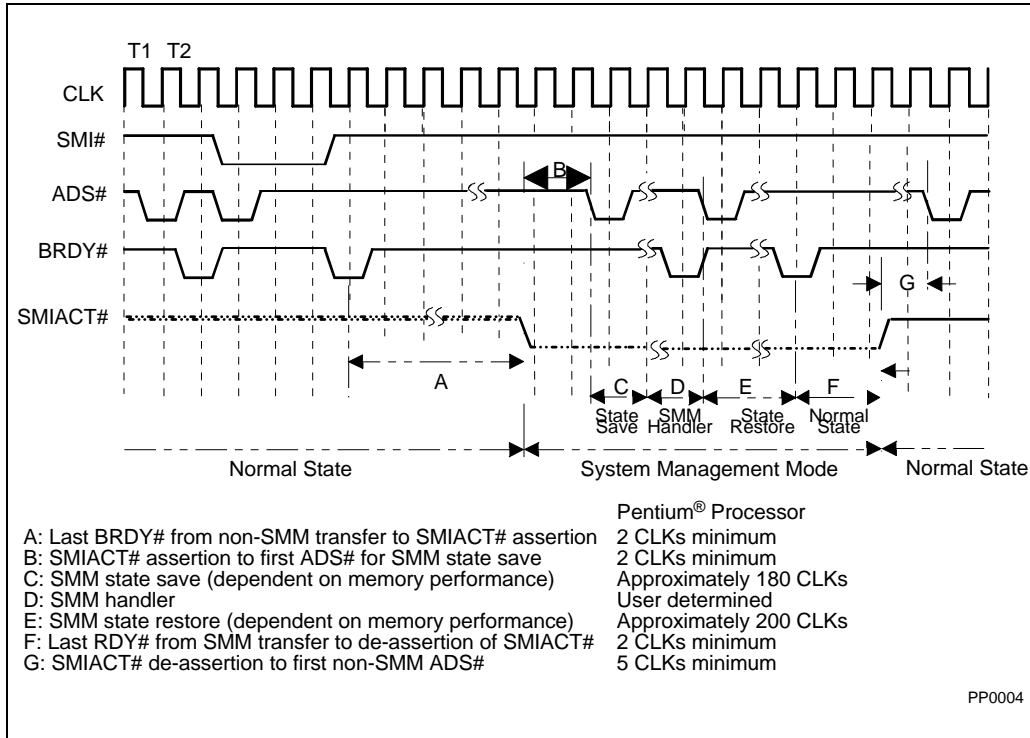 T1 T2
CLK
SMI#
B
ADS#
BRDY#
G
SMIACT#
A
C D E F
State Save
SMM Handler
State Restore
Normal State
Normal State
System Management Mode
Normal State
Pentium® Processor
A: Last BRDY# from non-SMM transfer to SMIACT# assertion 2 CLKs minimum
B: SMIACT# assertion to first ADS# for SMM state save 2 CLKs minimum
C: SMM state save (dependent on memory performance) Approximately 180 CLKs
D: SMM handler User determined
E: SMM state restore (dependent on memory performance) Approximately 200 CLKs
F: Last RDY# from SMM transfer to de-assertion of SMIACT# 2 CLKs minimum
G: SMIACT# de-assertion to first non-SMM ADS# 5 CLKs minimum
PP0004